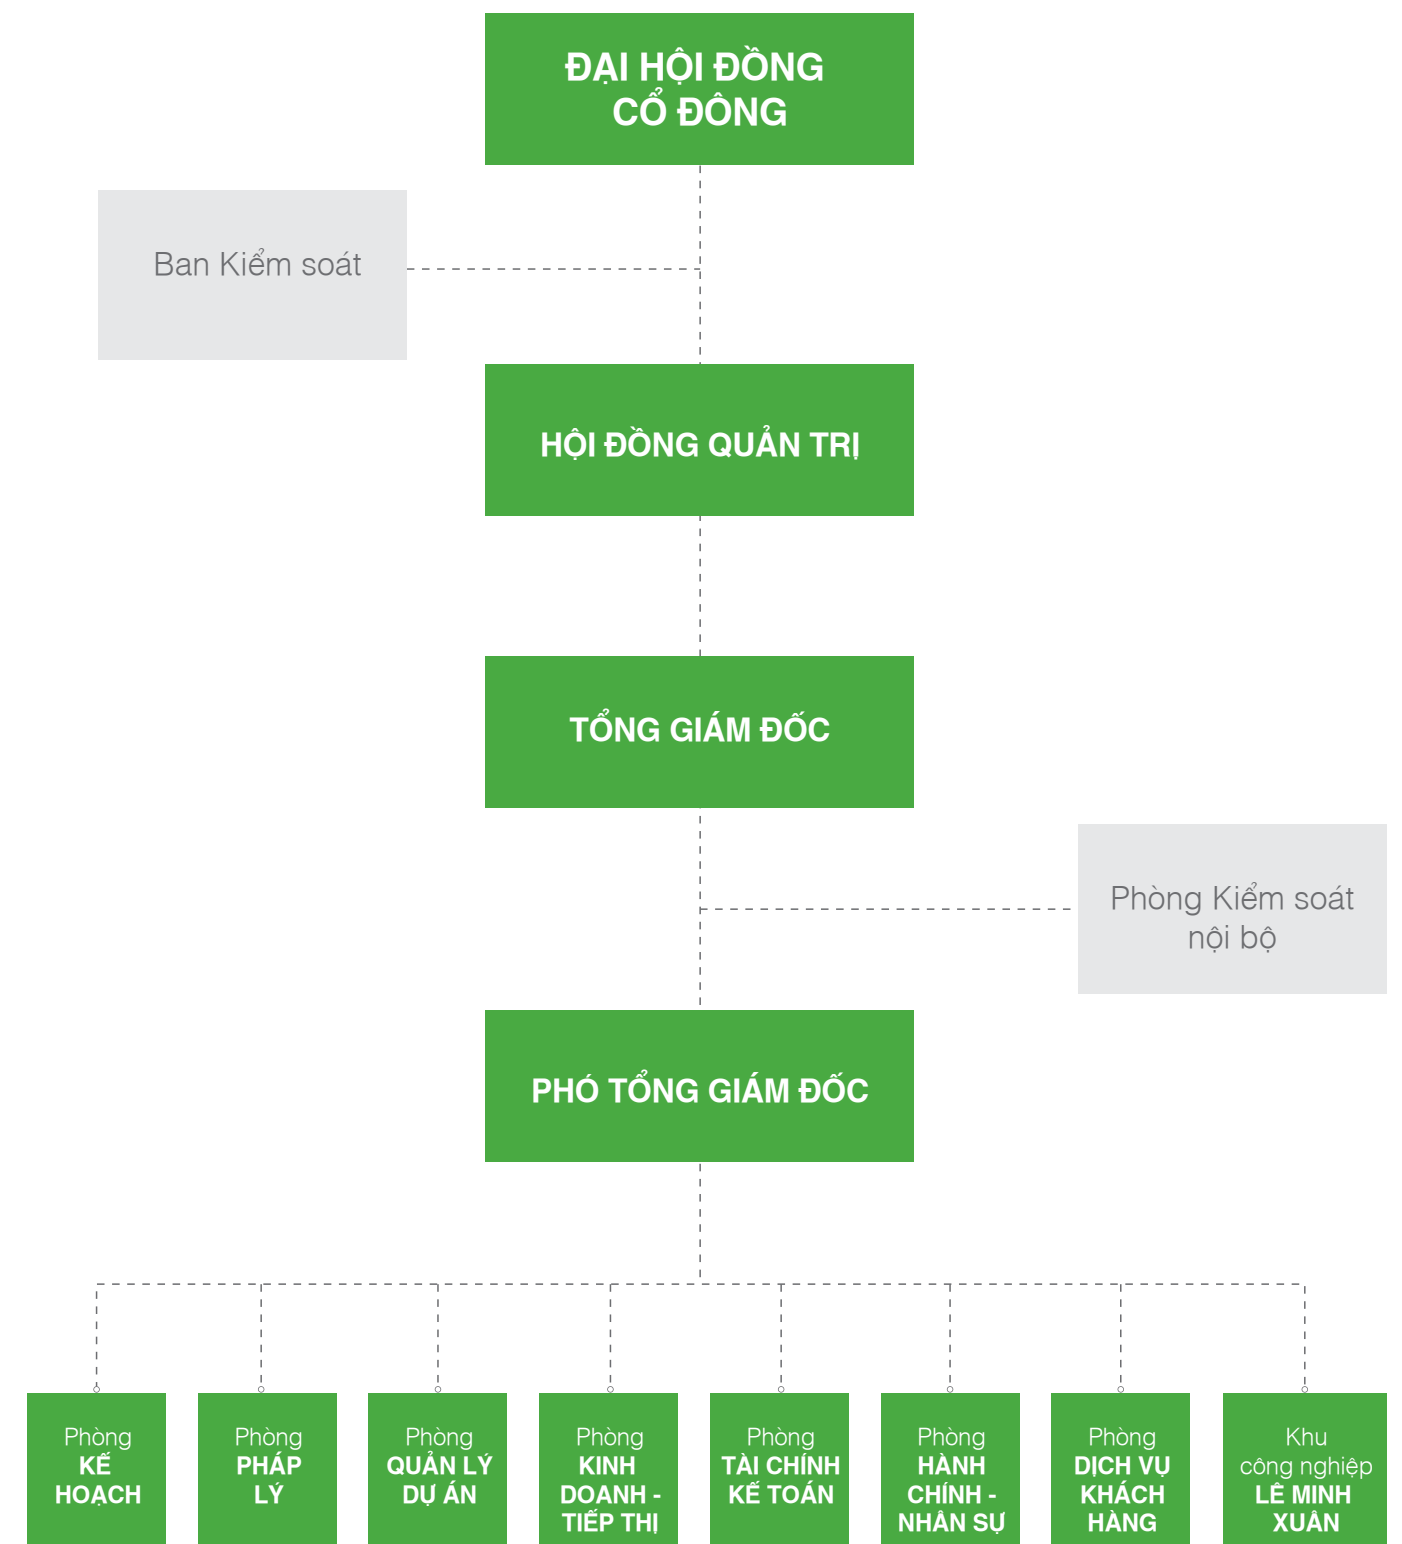 ĐẠI HỘI ĐỒNG
CỔ ĐÔNG
Ban Kiểm soát
HỘI ĐỒNG QUẢN TRỊ
TỔNG GIÁM ĐỐC
Phòng Kiểm soát
nội bộ
PHÓ TỔNG GIÁM ĐỐC
Phòng
KẾ
HOẠCH
Phòng
PHÁP
LÝ
Phòng
QUẢN LÝ
DỰ ÁN
Phòng
KINH
DOANH -
TIẾP THỊ
Phòng
TÀI CHÍNH
KẾ TOÁN
Phòng
HÀNH
CHÍNH -
NHÂN SỰ
Phòng
DỊCH VỤ
KHÁCH
HÀNG
Khu
công nghiệp
LÊ MINH
XUÂN